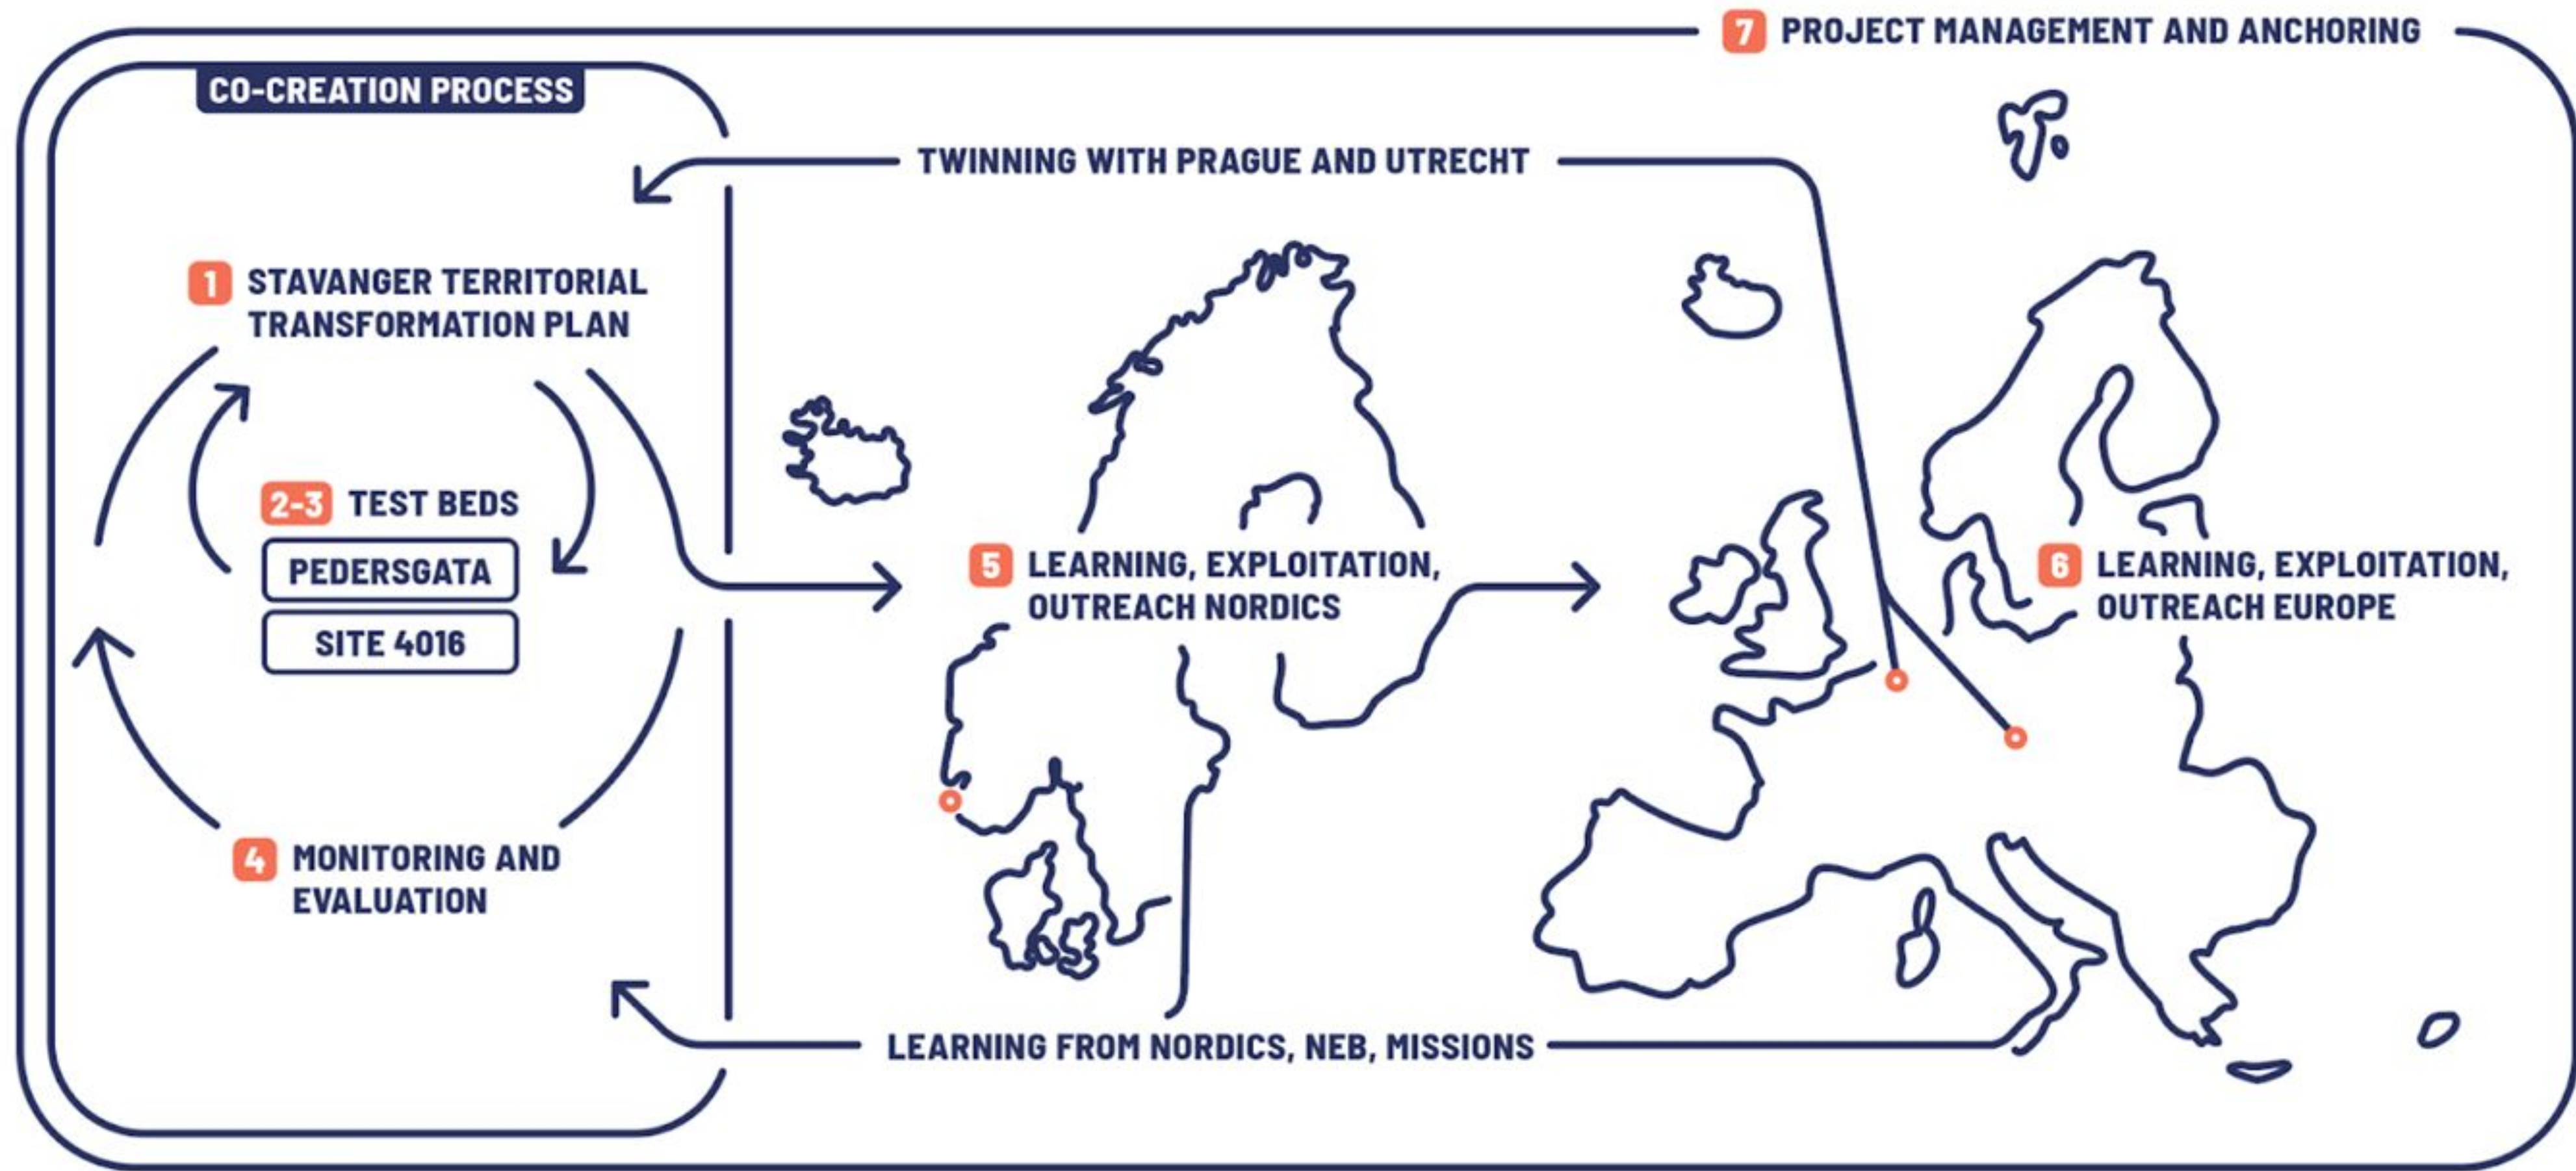 7 PROJECT MANAGEMENT AND ANCHORING
CO-CREATION PROCESS
TWINNING WITH PRAGUE AND UTRECHT
1 STAVANGER TERRITORIAL
TRANSFORMATION PLAN
2-3 TEST BEDS
PEDERSGATA
SITE 4016
4 MONITORING AND
EVALUATION
5 LEARNING, EXPLOITATION,
OUTREACH NORDICS
6 LEARNING, EXPLOITATION,
OUTREACH EUROPE
LEARNING FROM NORDICS, NEB, MISSIONS